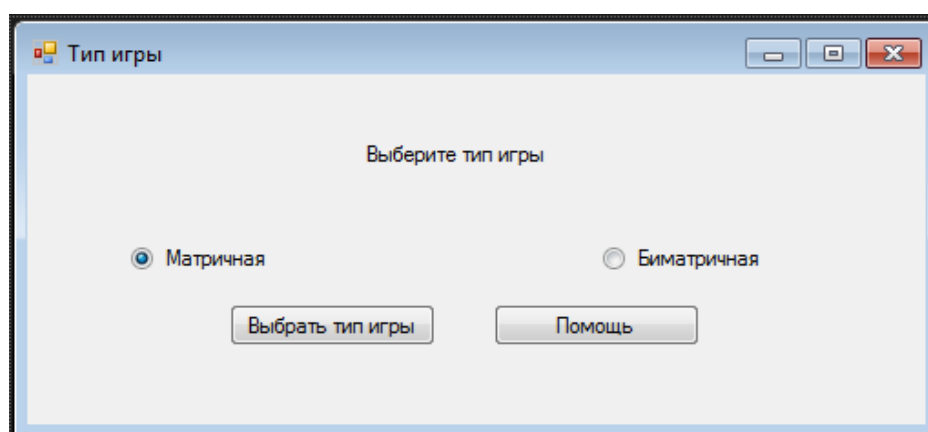 Тип игры
Выберите тип игры
Матричная
Биматричная
Выбрать тип игры
Помощь